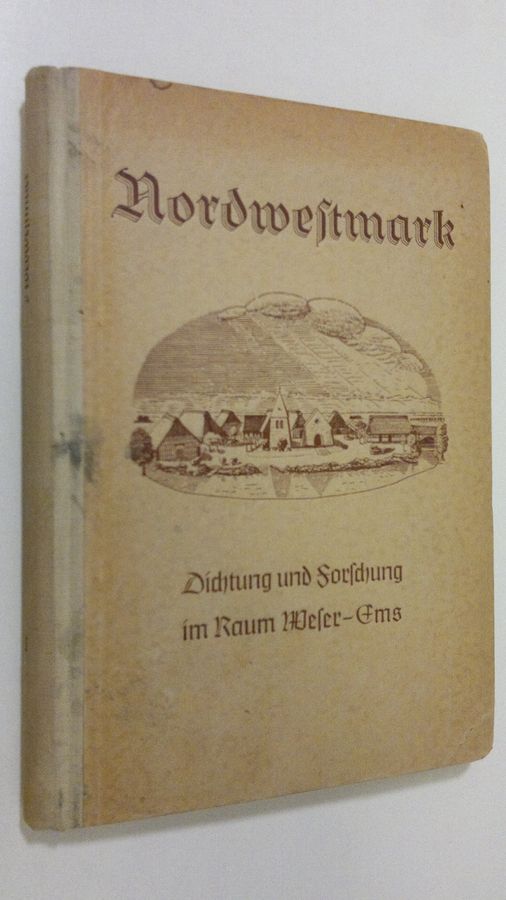 Nordweſtmark
Dichtung und Forſchung
im Raum Weſer-Ems